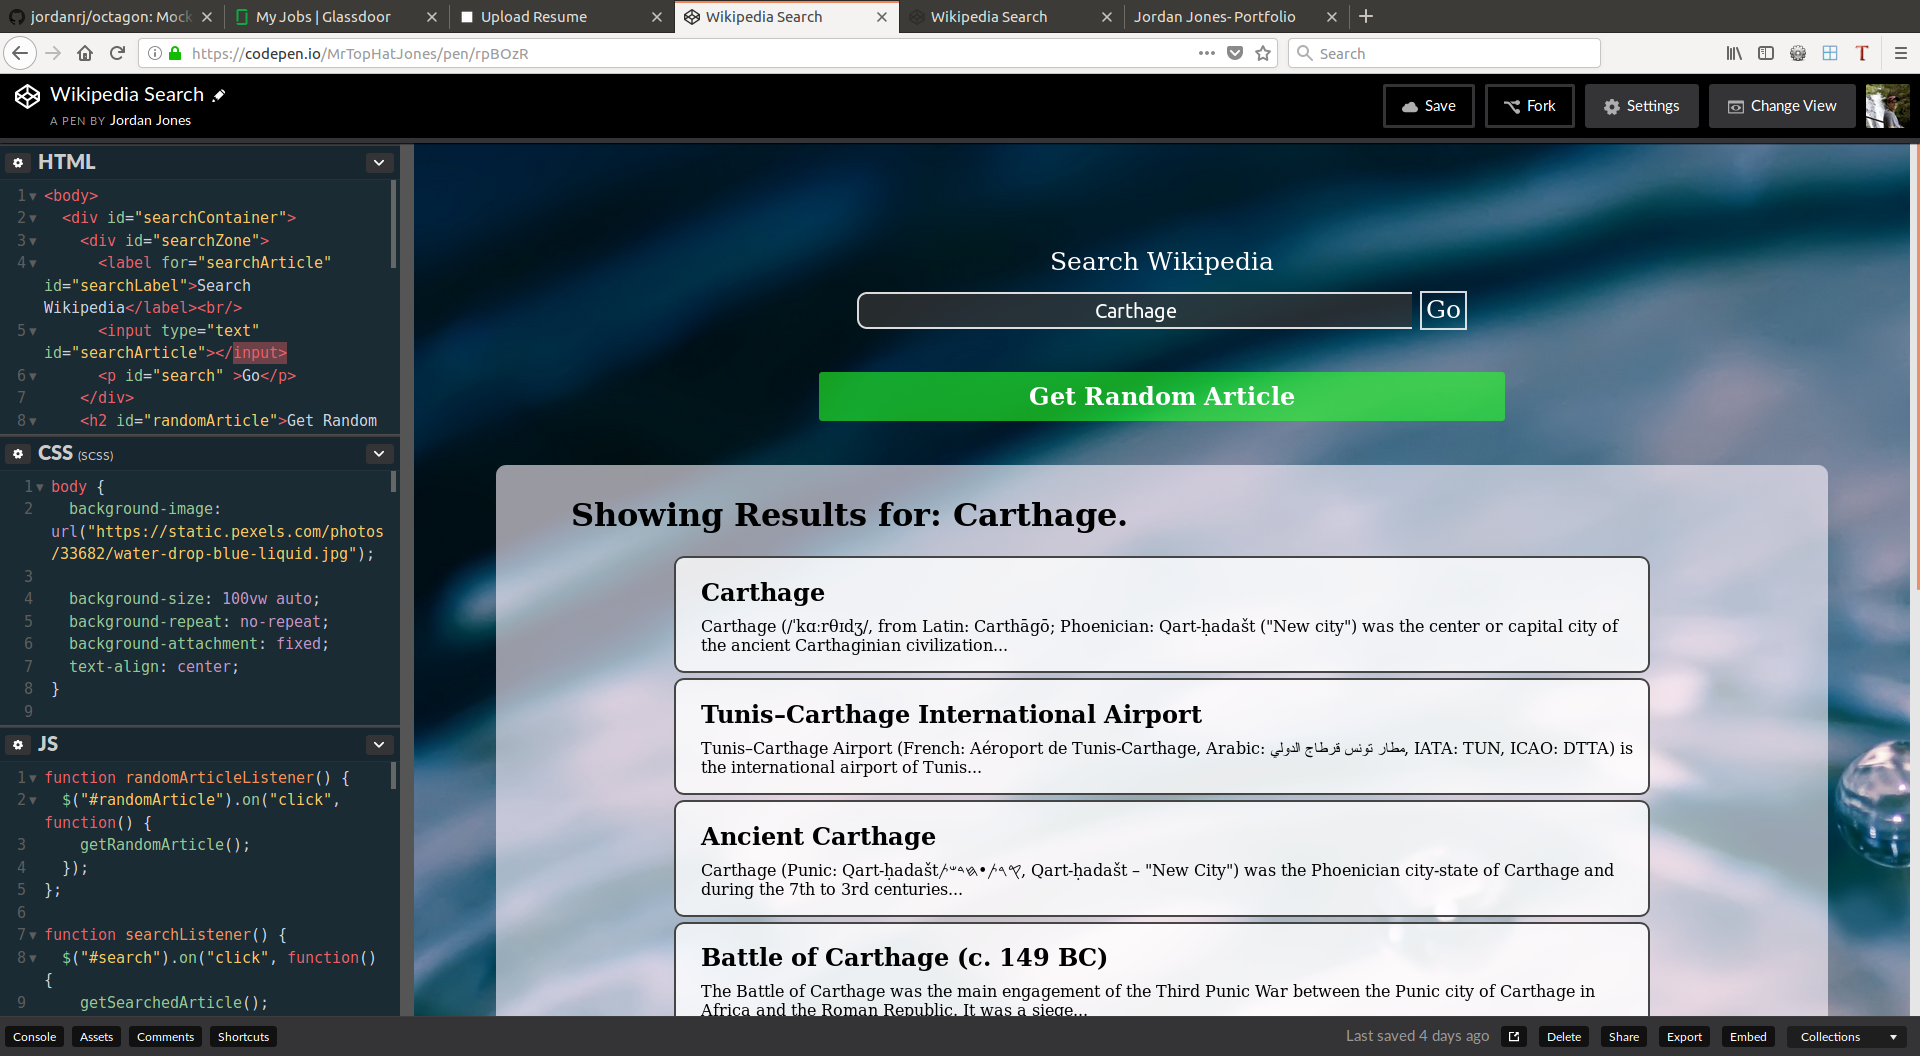 jordanrj/octagon: Mock
My Jobs | Glassdoor
Upload Resume
Wikipedia Search
Wikipedia Search
Jordan Jones- Portfolio
https://codepen.io/MrTopHatJones/pen/rpBOzR
Search
Wikipedia Search
A PEN BY Jordan Jones
Save
Fork
Settings
Change View
HTML
1 <body>
2 <div id="searchContainer">
3 <div id="searchZone">
4 <label for="searchArticle"
id="searchLabel">Search
Wikipedia</label><br/>
5 <input type="text"
id="searchArticle"></input>
6 <p id="search" >Go</p>
7 </div>
8 <h2 id="randomArticle">Get Random
CSS (SCSS)
1 body {
2 background-image:
url("https://static.pexels.com/photos
/33682/water-drop-blue-liquid.jpg");
3
4 background-size: 100vw auto;
5 background-repeat: no-repeat;
6 background-attachment: fixed;
7 text-align: center;
8 }
9
JS
1 function randomArticleListener() {
2 $("#randomArticle").on("click",
function() {
3 getRandomArticle();
4 });
5 };
6
7 function searchListener() {
8 $("#search").on("click", function()
{
9 getSearchedArticle();
Search Wikipedia
Carthage
Go
Get Random Article
Showing Results for: Carthage.
Carthage
Carthage (/ˈkɑːrθɪdʒ/, from Latin: Carthāgō; Phoenician: Qart-ḥadašt ("New city") was the center or capital city of
the ancient Carthaginian civilization...
Tunis–Carthage International Airport
Tunis–Carthage Airport (French: Aéroport de Tunis-Carthage, Arabic: مطار تونس قرطاج الدولي, IATA: TUN, ICAO: DTTA) is
the international airport of Tunis...
Ancient Carthage
Carthage (Punic: Qart-ḥadašt/, Qart-ḥadašt – "New City") was the Phoenician city-state of Carthage and
during the 7th to 3rd centuries...
Battle of Carthage (c. 149 BC)
The Battle of Carthage was the main engagement of the Third Punic War between the Punic city of Carthage in
Africa and the Roman Republic. It was a siege...
Console
Assets
Comments
Shortcuts
Last saved 4 days ago
Delete
Share
Export
Embed
Collections